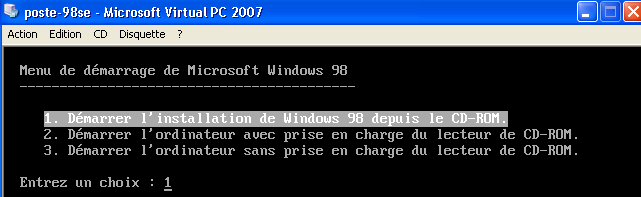 poste-98se - Microsoft Virtual PC 2007
Action Edition CD Disquette ?
Menu de démarrage de Microsoft Windows 98
------------------------------------------
1. Démarrer l'installation de Windows 98 depuis le CD-ROM.
2. Démarrer l'ordinateur avec prise en charge du lecteur de CD-ROM.
3. Démarrer l'ordinateur sans prise en charge du lecteur de CD-ROM.
Entrez un choix : 1